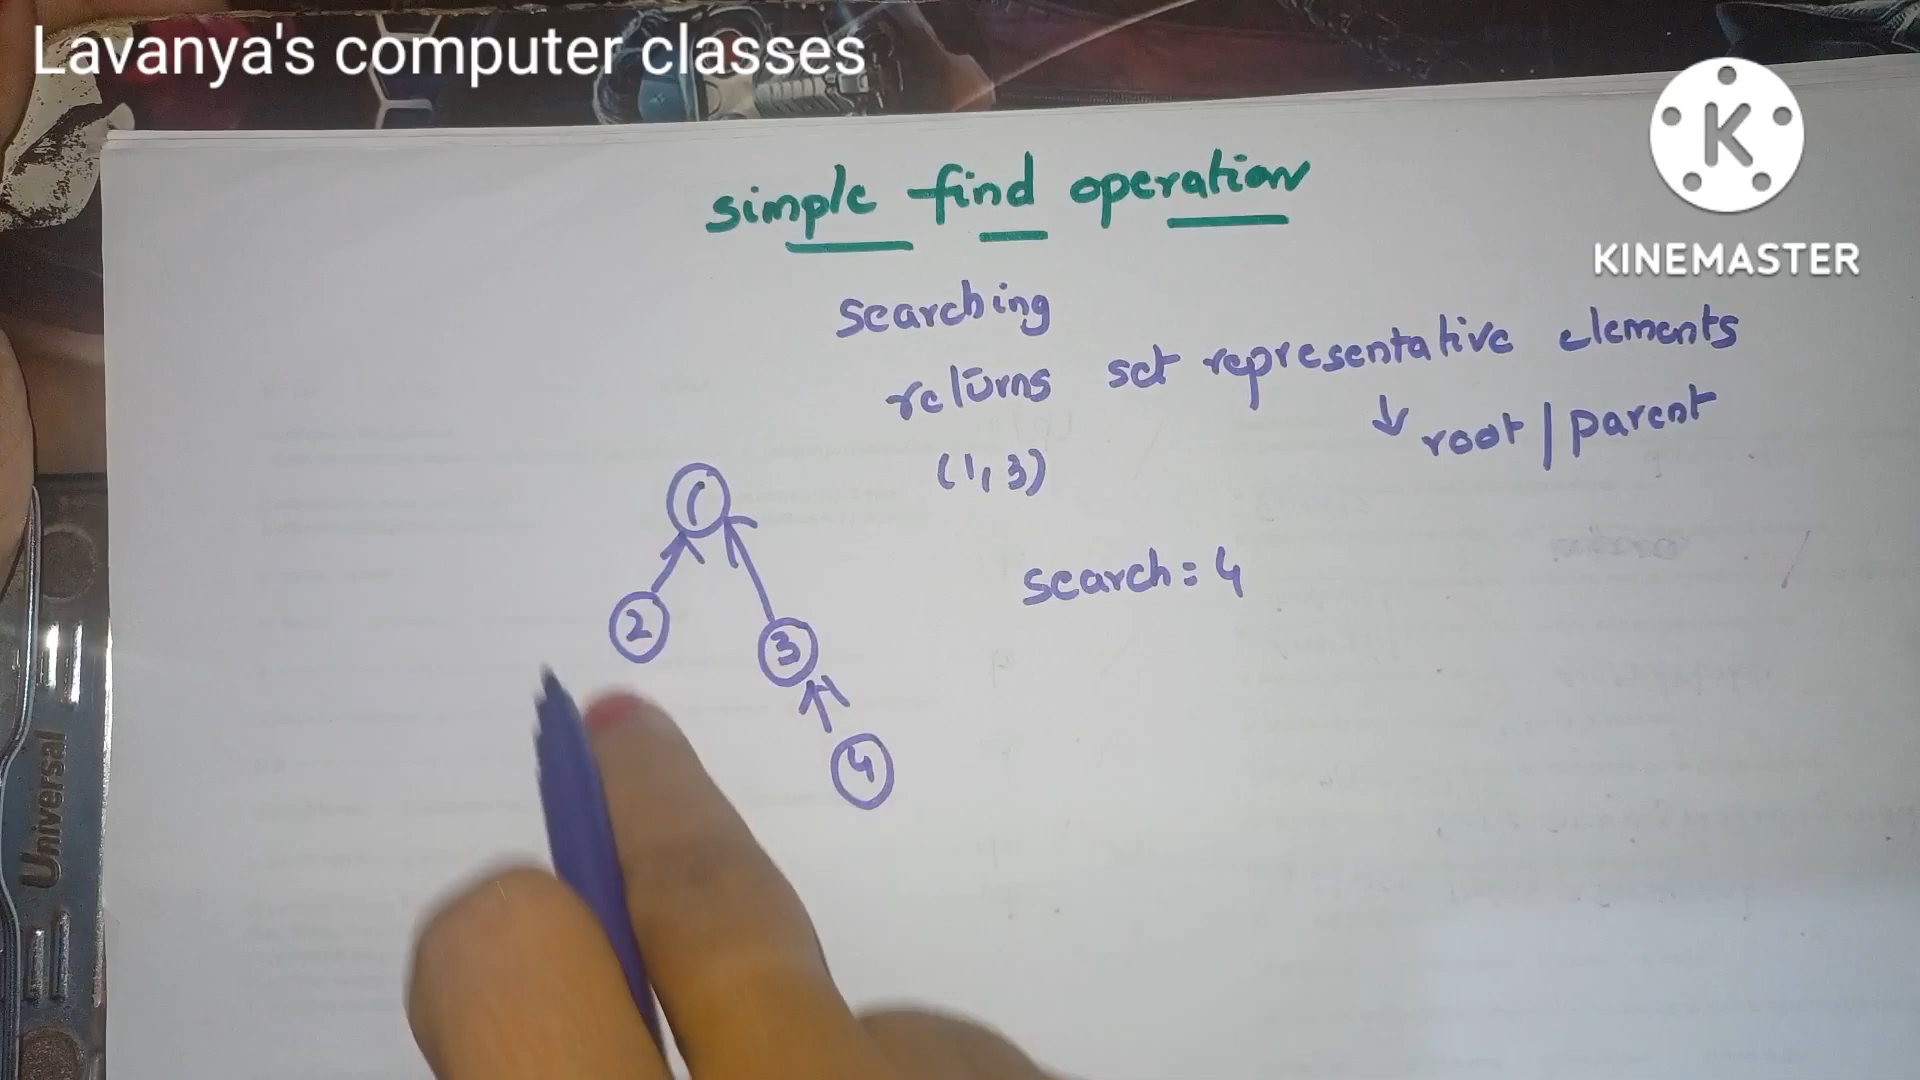 Lavanya's computer classes
K
KINEMASTER
simple find operation
searching
returns set representative elements
↓ root / parent
(1, 3)
1
search = 4
2
3
4
Universal